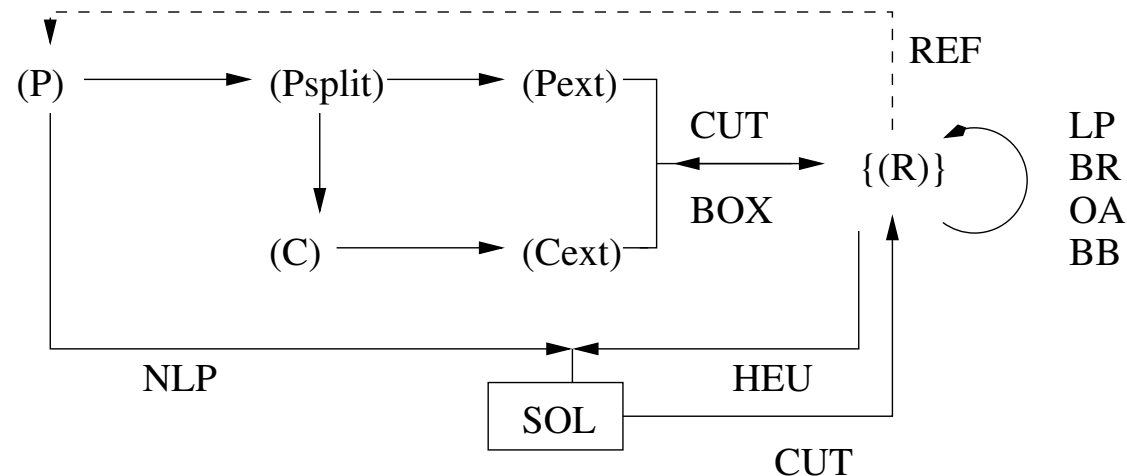 REF
(P)
(Psplit)
(Pext)
CUT
LP
{(R)}
BR
BOX
OA
(C)
(Cext)
BB
NLP
HEU
SOL
CUT